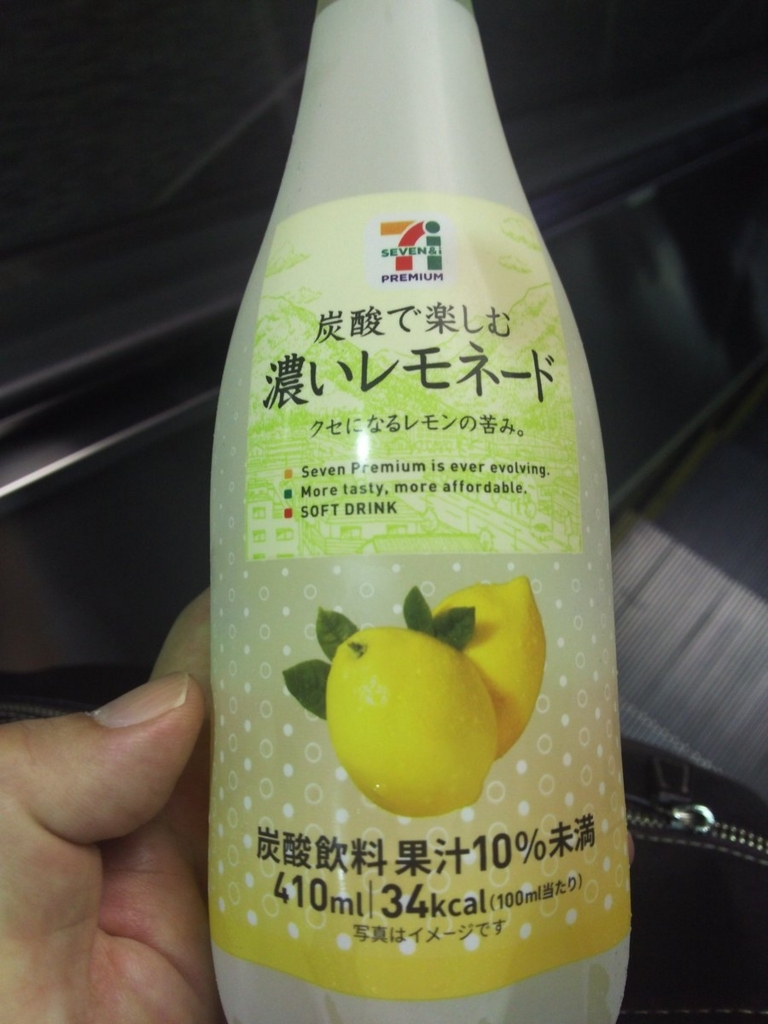 7i
SEVEN&i
PREMIUM
炭酸で楽しむ
濃いレモネード
クセになるレモンの苦み。
Seven Premium is ever evolving.
More tasty, more affordable.
SOFT DRINK
炭酸飲料 果汁10%未満
410ml|34kcal(100ml当たり)
写真はイメージです